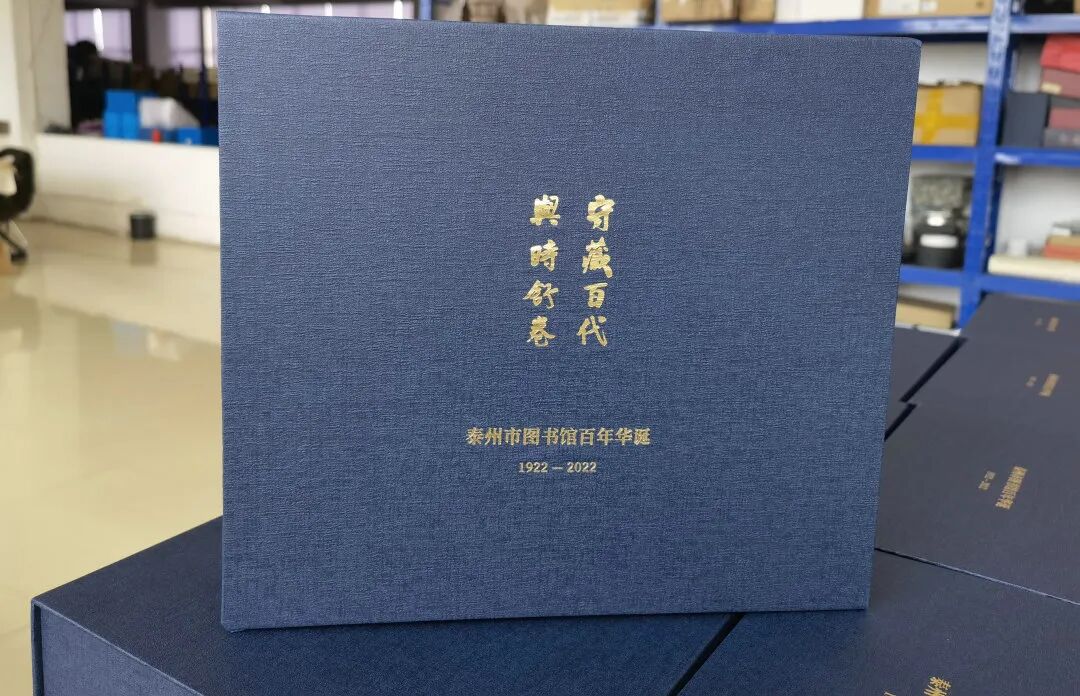 守藏百代
與時舒卷
泰州市图书馆百年华诞
1922 — 2022